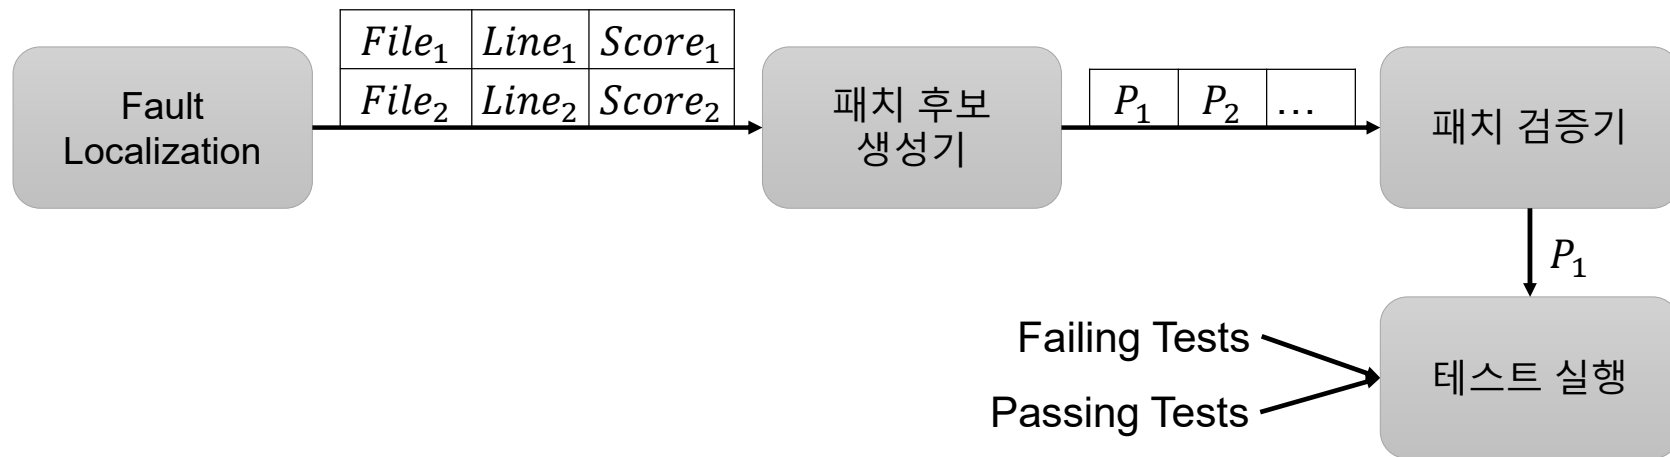 Fault
Localization
File₁ Line₁ Score₁
File₂ Line₂ Score₂
패치 후보
생성기
P₁ P₂ ...
패치 검증기
P₁
Failing Tests
Passing Tests
테스트 실행